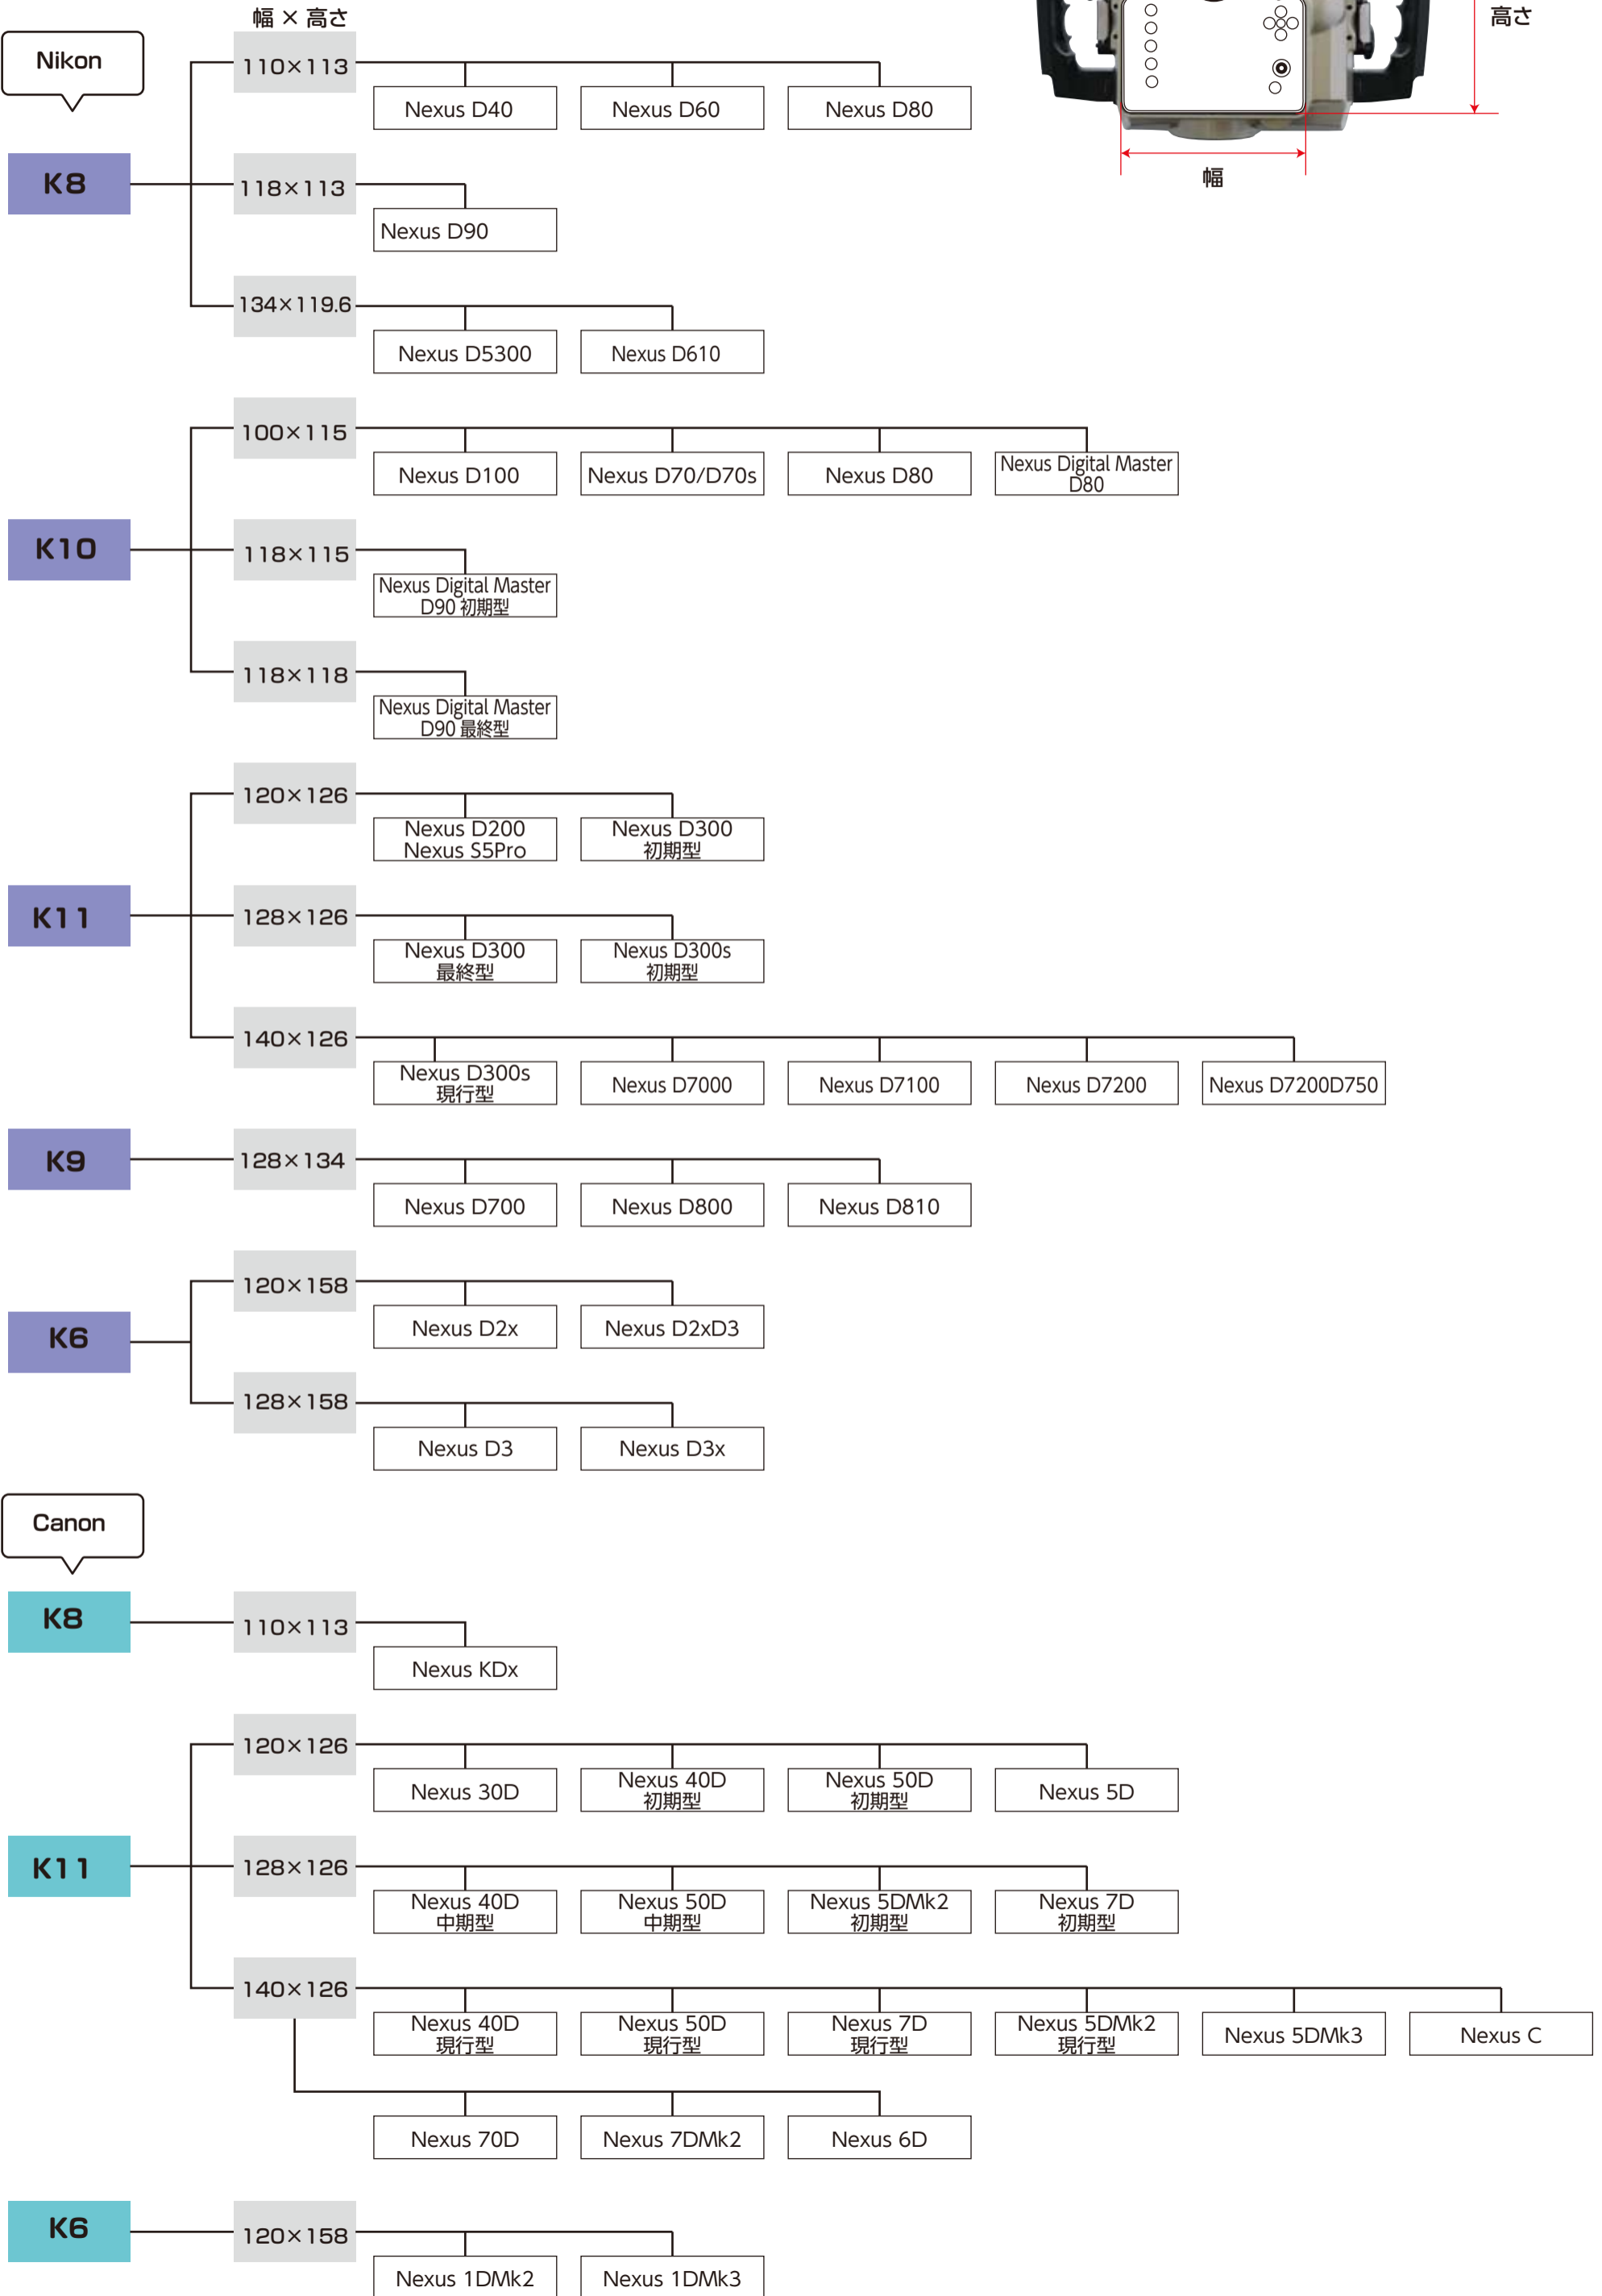 幅 × 高さ
高さ
幅
Nikon
K8
110×113
Nexus D40
Nexus D60
Nexus D80
118×113
Nexus D90
134×119.6
Nexus D5300
Nexus D610
K10
100×115
Nexus D100
Nexus D70/D70s
Nexus D80
Nexus Digital Master
D80
118×115
Nexus Digital Master
D90 初期型
118×118
Nexus Digital Master
D90 最終型
K11
120×126
Nexus D200
Nexus S5Pro
Nexus D300
初期型
128×126
Nexus D300
最終型
Nexus D300s
初期型
140×126
Nexus D300s
現行型
Nexus D7000
Nexus D7100
Nexus D7200
Nexus D7200D750
K9
128×134
Nexus D700
Nexus D800
Nexus D810
K6
120×158
Nexus D2x
Nexus D2xD3
128×158
Nexus D3
Nexus D3x
Canon
K8
110×113
Nexus KDx
K11
120×126
Nexus 30D
Nexus 40D
初期型
Nexus 50D
初期型
Nexus 5D
128×126
Nexus 40D
中期型
Nexus 50D
中期型
Nexus 5DMk2
初期型
Nexus 7D
初期型
140×126
Nexus 40D
現行型
Nexus 50D
現行型
Nexus 7D
現行型
Nexus 5DMk2
現行型
Nexus 5DMk3
Nexus C
Nexus 70D
Nexus 7DMk2
Nexus 6D
K6
120×158
Nexus 1DMk2
Nexus 1DMk3